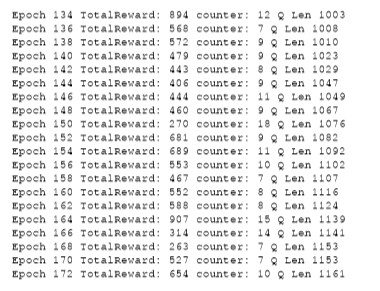 Epoch 134 TotalReward: 894 counter: 12 Q Len 1003
Epoch 136 TotalReward: 568 counter: 7 Q Len 1008
Epoch 138 TotalReward: 572 counter: 9 Q Len 1010
Epoch 140 TotalReward: 479 counter: 9 Q Len 1023
Epoch 142 TotalReward: 443 counter: 8 Q Len 1029
Epoch 144 TotalReward: 406 counter: 9 Q Len 1047
Epoch 146 TotalReward: 444 counter: 11 Q Len 1049
Epoch 148 TotalReward: 460 counter: 9 Q Len 1067
Epoch 150 TotalReward: 270 counter: 18 Q Len 1076
Epoch 152 TotalReward: 681 counter: 9 Q Len 1082
Epoch 154 TotalReward: 689 counter: 11 Q Len 1092
Epoch 156 TotalReward: 553 counter: 10 Q Len 1102
Epoch 158 TotalReward: 467 counter: 7 Q Len 1107
Epoch 160 TotalReward: 552 counter: 8 Q Len 1116
Epoch 162 TotalReward: 588 counter: 8 Q Len 1124
Epoch 164 TotalReward: 907 counter: 15 Q Len 1139
Epoch 166 TotalReward: 314 counter: 14 Q Len 1141
Epoch 168 TotalReward: 263 counter: 7 Q Len 1153
Epoch 170 TotalReward: 527 counter: 7 Q Len 1153
Epoch 172 TotalReward: 654 counter: 10 Q Len 1161